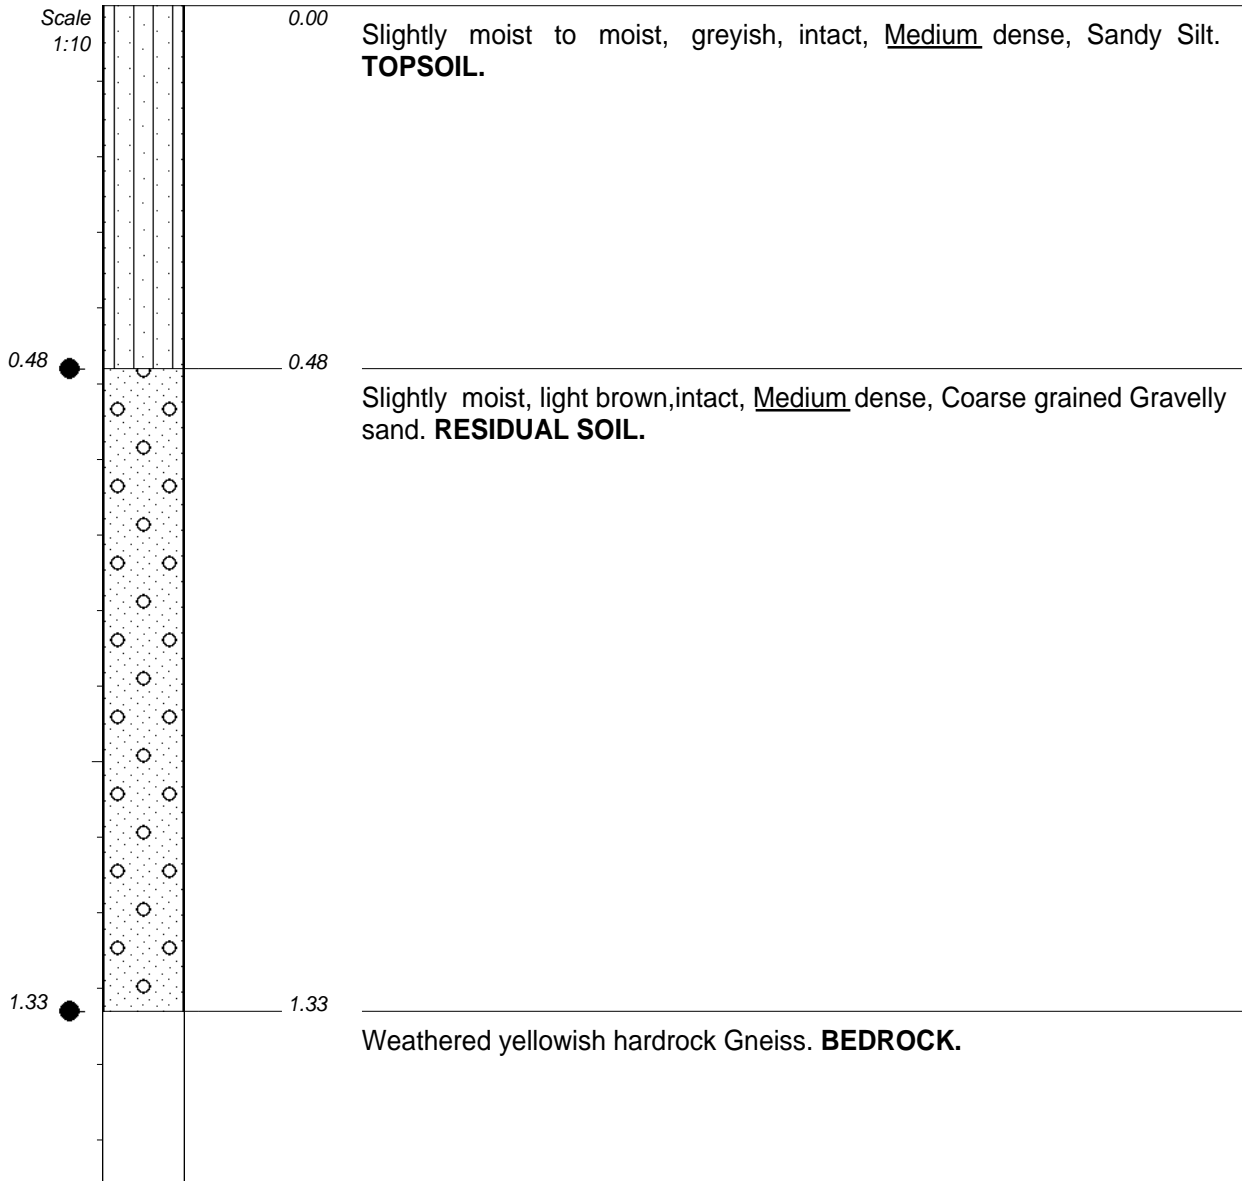 Scale
1:10
0.00
Slightly moist to moist, greyish, intact, Medium dense, Sandy Silt.
TOPSOIL.
0.48
0.48
Slightly moist, light brown,intact, Medium dense, Coarse grained Gravelly
sand. RESIDUAL SOIL.
1.33
1.33
Weathered yellowish hardrock Gneiss. BEDROCK.